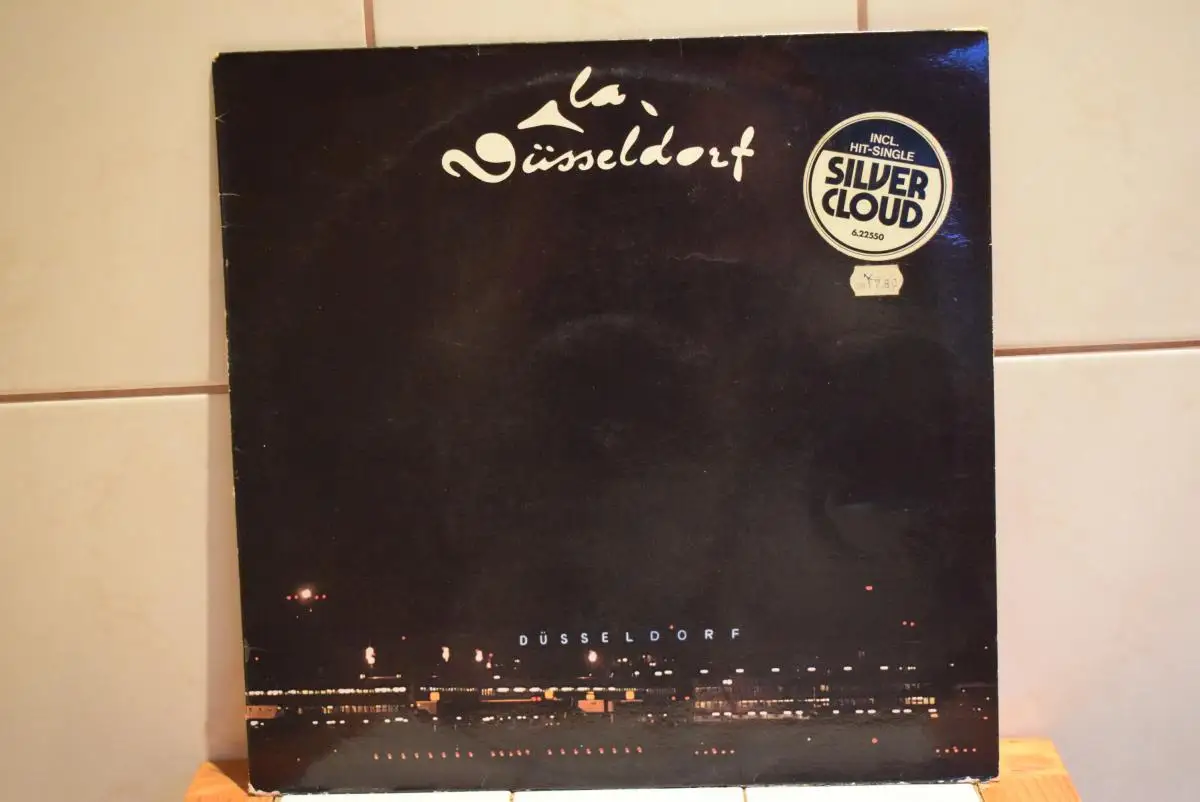 la
Düsseldorf
INCL.
HIT-SINGLE
SILVER
CLOUD
6.22550
DÜSSELDORF